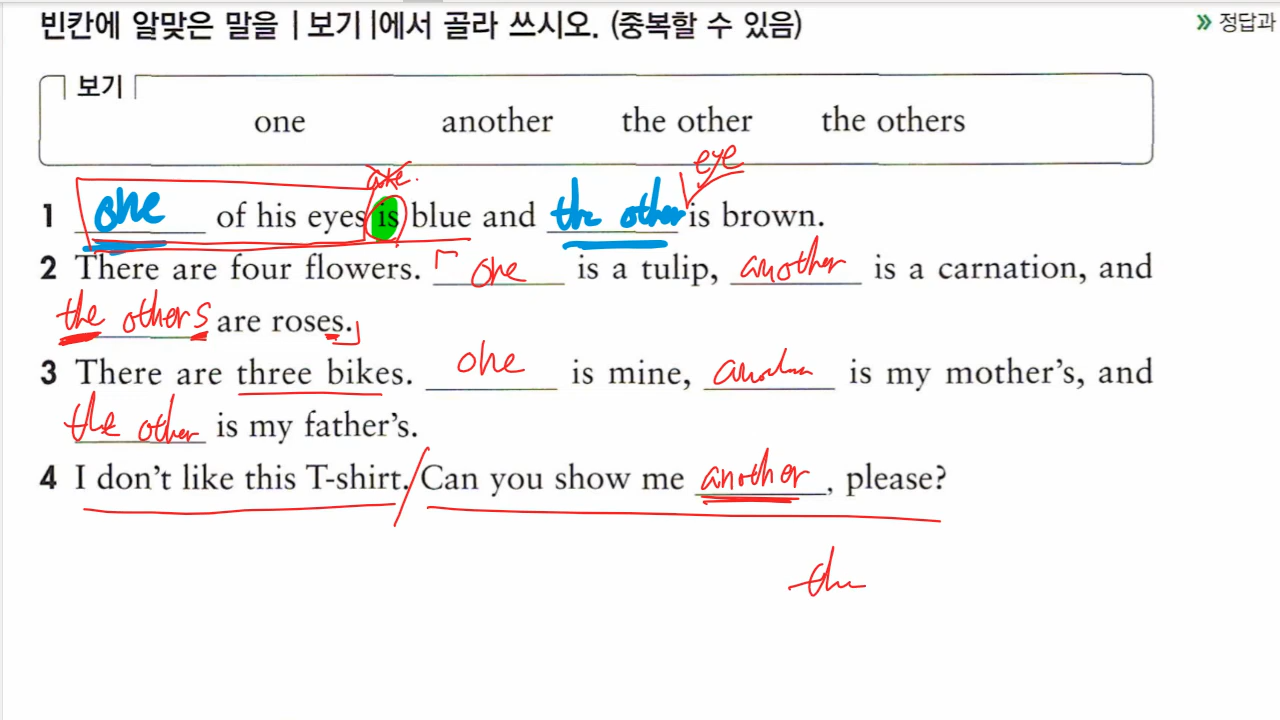 빈칸에 알맞은 말을 |보기|에서 골라 쓰시오. (중복할 수 있음)
» 정답과
보기
one another the other the others
are. eye
1 one of his eyes is blue and the other is brown.
2 There are four flowers. one is a tulip, another is a carnation, and
the others are roses.
3 There are three bikes. one is mine, another is my mother's, and
the other is my father's.
4 I don't like this T-shirt. / Can you show me another, please?
the